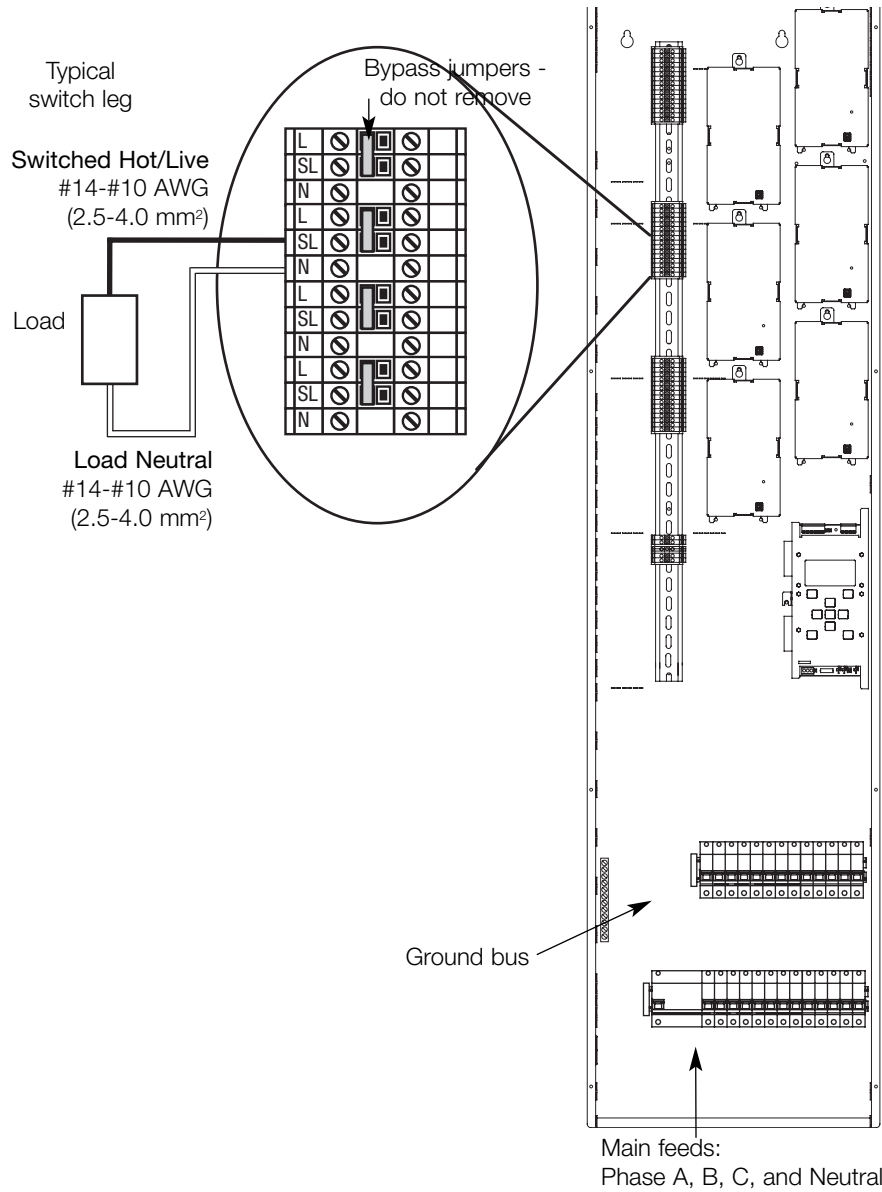 Typical
switch leg
Bypass jumpers -
do not remove
Switched Hot/Live
#14-#10 AWG
(2.5-4.0 mm²)
Load
Load Neutral
#14-#10 AWG
(2.5-4.0 mm²)
L
SL
N
L
SL
N
L
SL
N
L
SL
N
Ground bus
Main feeds:
Phase A, B, C, and Neutral